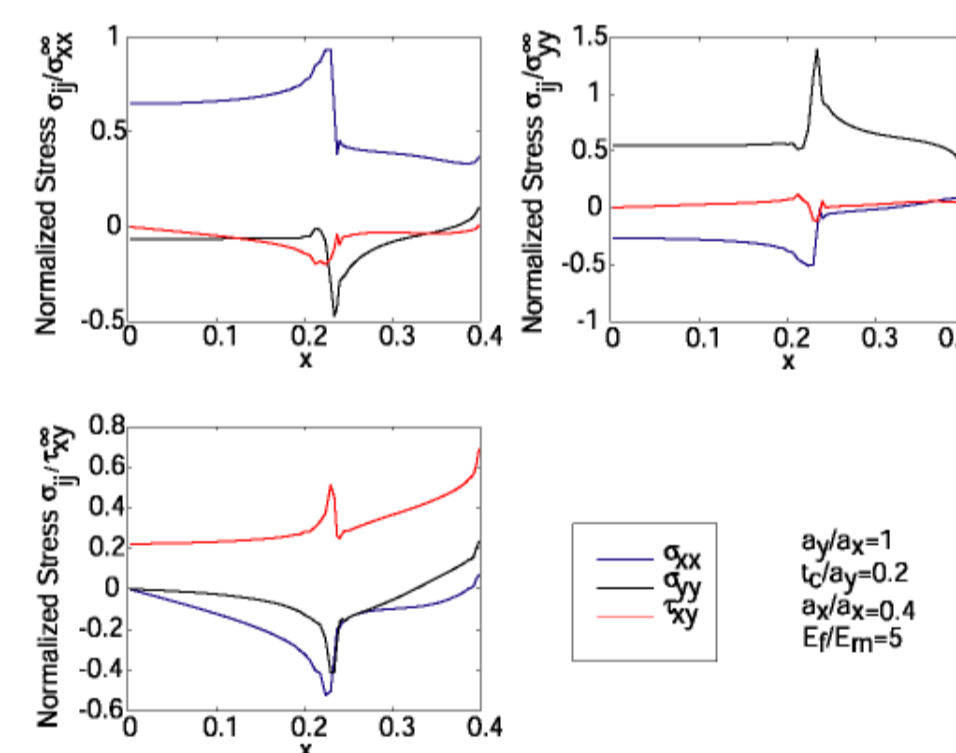 Normalized Stress σij/σ∞xx
1
0.5
0
-0.5
0 0.1 0.2 0.3 0.4
x
Normalized Stress σij/σ∞yy
1.5
1
0.5
0
-0.5
-1
0 0.1 0.2 0.3 0.
x
Normalized Stress σij/τ∞xy
0.8
0.6
0.4
0.2
0
-0.2
-0.4
-0.6
0 0.1 0.2 0.3 0.4
x
σxx
σyy
τxy
ay/ax=1
tc/ay=0.2
ax/ax=0.4
Ef/Em=5